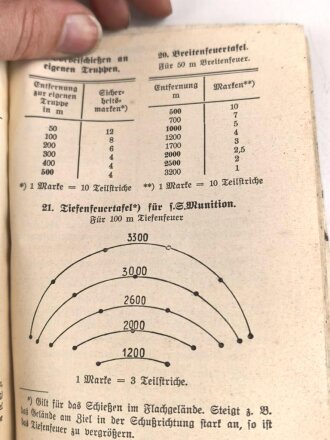 beischießen an
eigenen Truppen.
Entfernung
zur eigenen
Truppe
in m
Sicher-
heits-
marken*)
50 12
100 8
200 6
300 4
400 4
500 4
*) 1 Marke = 10 Teilstriche
20. Breitenfeuertafel.
Für 50 m Breitenfeuer.
Entfernung
m
Marken**)
500 10
700 7
1000 5
1200 4
1700 3
2000 2,5
2500 2
3200 1
**) 1 Marke = 10 Teilstriche
21. Tiefenfeuertafel*) für s.S.Munition.
Für 100 m Tiefenfeuer
3300
3000
2600
2000
1200
1 Marke = 3 Teilstriche.
*) Gilt für das Schießen im Flachgelände. Steigt z. B.
das Gelände am Ziel in der Schußrichtung stark an, so ist
das Tiefenfeuer zu vergrößern.